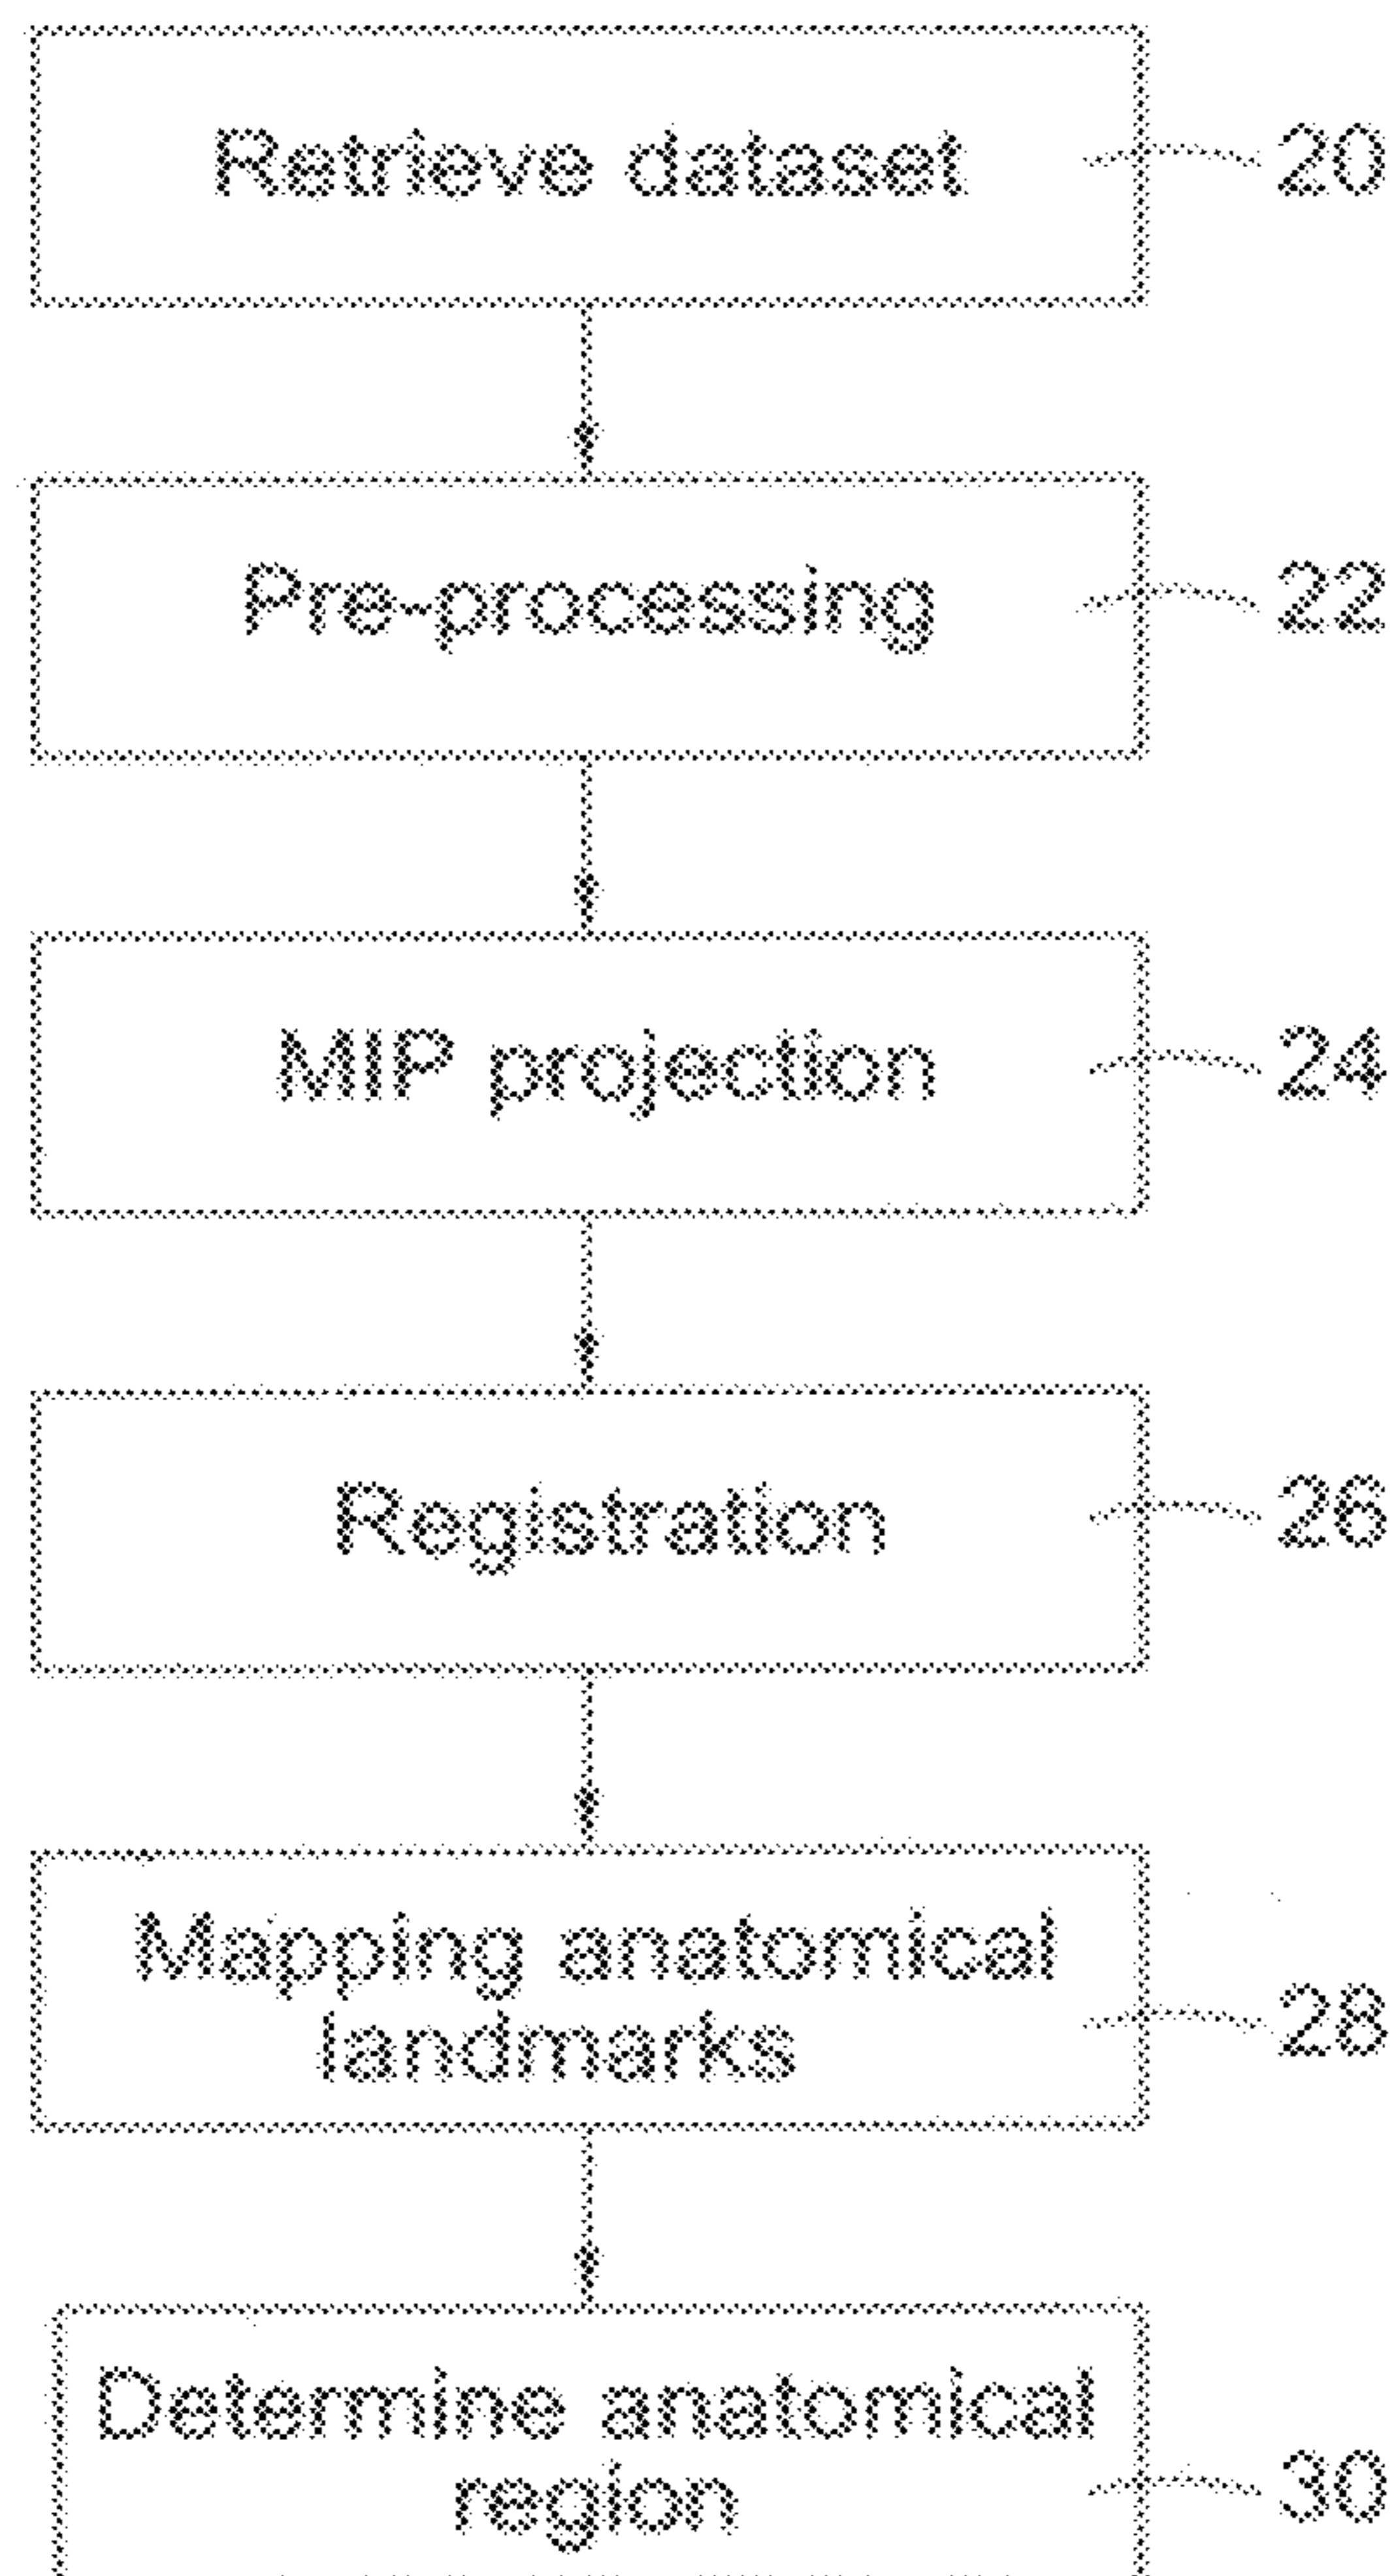 Retrieve dataset 20
Pre-processing 22
MIP projection 24
Registration 26
Mapping anatomical
landmarks 28
Determine anatomical
region 30